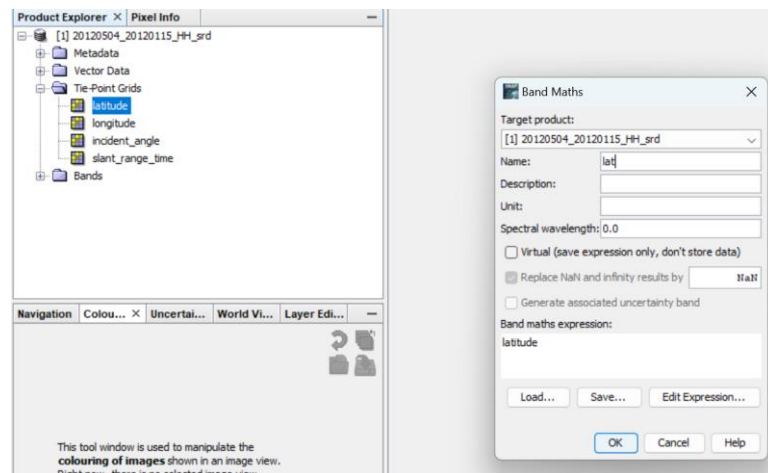 Product Explorer × Pixel Info
[1] 20120504_20120115_HH_srd
Metadata
Vector Data
Tie-Point Grids
latitude
longitude
incident_angle
slant_range_time
Bands
Navigation Colou... × Uncertai... World Vi... Layer Edi...
This tool window is used to manipulate the
colouring of images shown in an image view.
Band Maths
Target product:
[1] 20120504_20120115_HH_srd
Name: lat
Description:
Unit:
Spectral wavelength: 0.0
Virtual (save expression only, don't store data)
Replace NaN and infinity results by NaN
Generate associated uncertainty band
Band maths expression:
latitude
Load... Save... Edit Expression...
OK Cancel Help